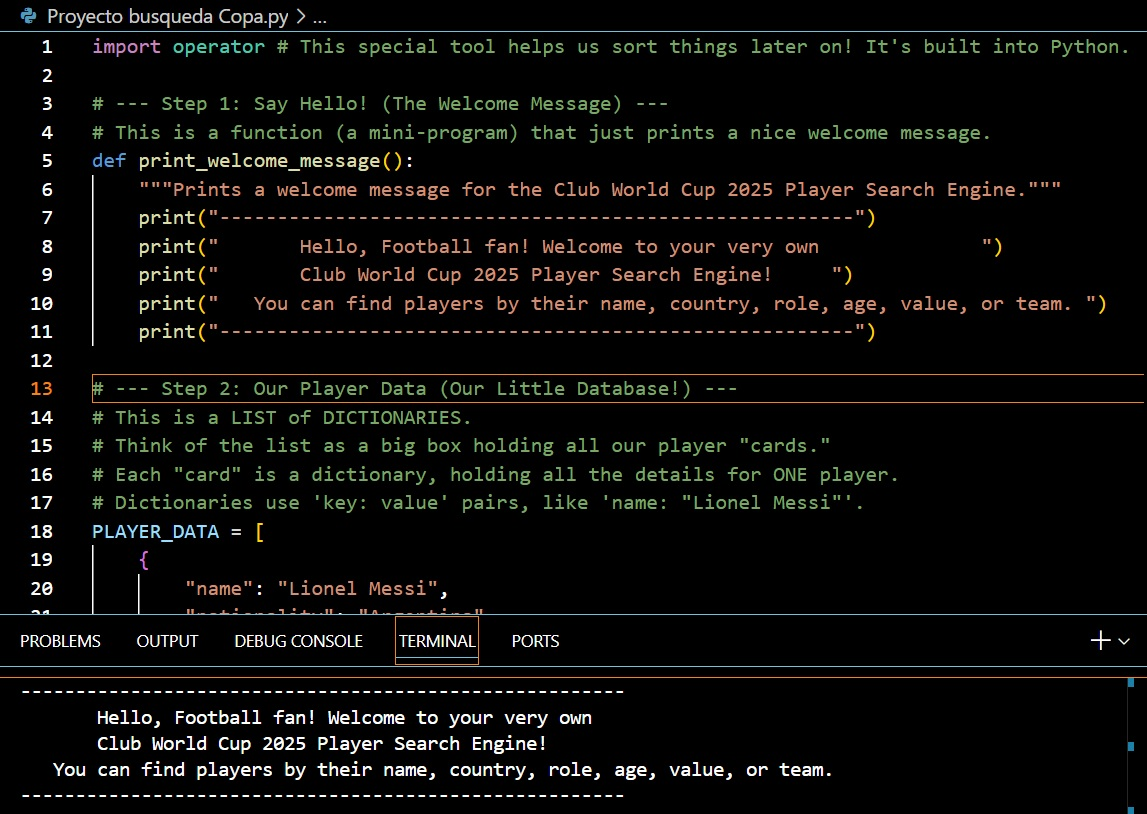 Proyecto busqueda Copa.py > ...
1 import operator # This special tool helps us sort things later on! It's built into Python.
2
3 # --- Step 1: Say Hello! (The Welcome Message) ---
4 # This is a function (a mini-program) that just prints a nice welcome message.
5 def print_welcome_message():
6     """Prints a welcome message for the Club World Cup 2025 Player Search Engine."""
7     print("-------------------------------------------------------")
8     print("       Hello, Football fan! Welcome to your very own              ")
9     print("       Club World Cup 2025 Player Search Engine!     ")
10     print("   You can find players by their name, country, role, age, value, or team. ")
11     print("-------------------------------------------------------")
12
13 # --- Step 2: Our Player Data (Our Little Database!) ---
14 # This is a LIST of DICTIONARIES.
15 # Think of the list as a big box holding all our player "cards."
16 # Each "card" is a dictionary, holding all the details for ONE player.
17 # Dictionaries use 'key: value' pairs, like 'name: "Lionel Messi"'.
18 PLAYER_DATA = [
19     {
20         "name": "Lionel Messi",
21         "nationality": "Argentina"
PROBLEMS OUTPUT DEBUG CONSOLE TERMINAL PORTS
-------------------------------------------------------
       Hello, Football fan! Welcome to your very own
       Club World Cup 2025 Player Search Engine!
   You can find players by their name, country, role, age, value, or team.
-------------------------------------------------------